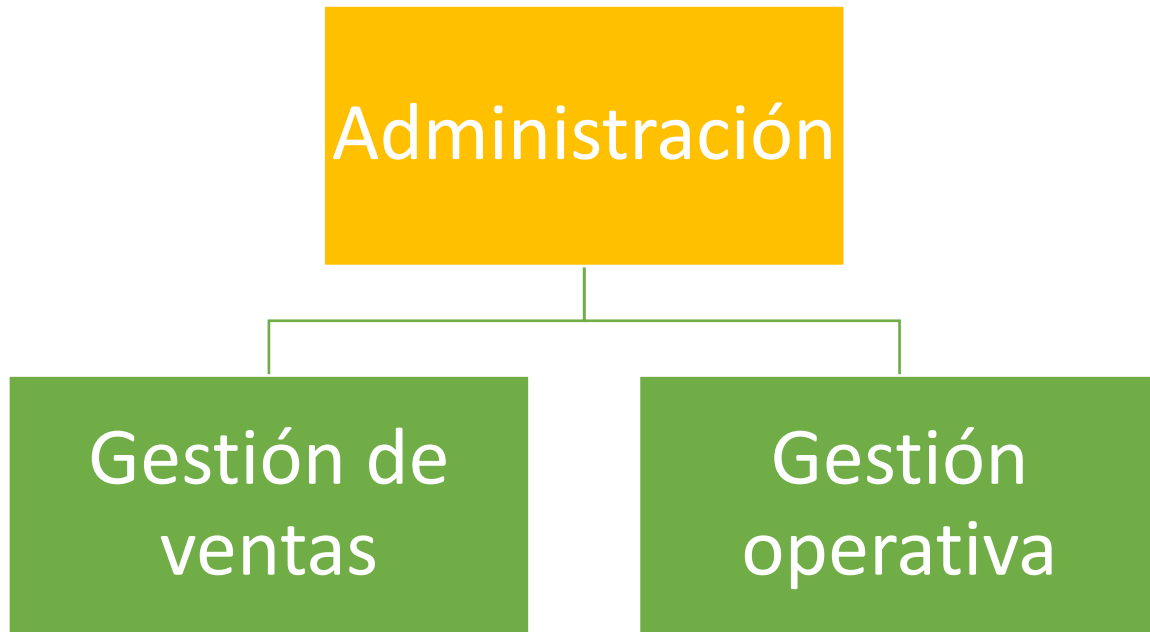 Administración
Gestión de
ventas
Gestión
operativa